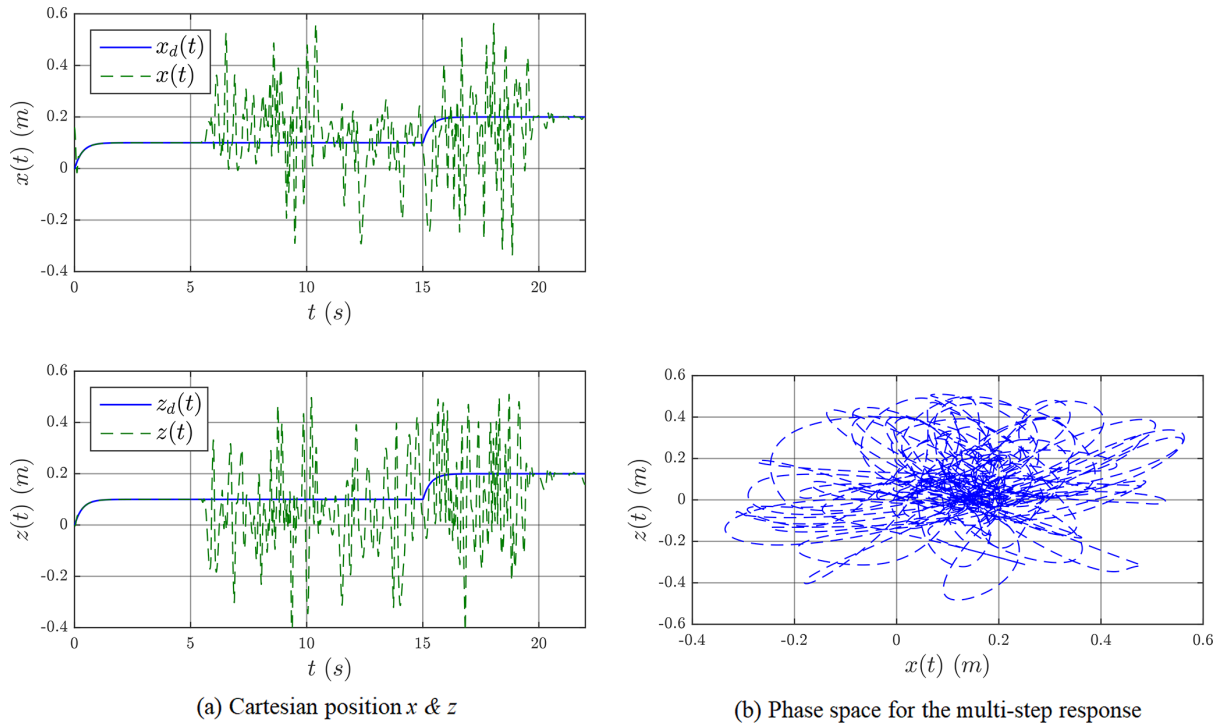 0.6
0.4
0.2
0
-0.2
-0.4
x(t) (m)
x_d(t)
x(t)
0 5 10 15 20
t (s)
0.6
0.4
0.2
0
-0.2
-0.4
z(t) (m)
z_d(t)
z(t)
0 5 10 15 20
t (s)
(a) Cartesian position x & z
0.6
0.4
0.2
0
-0.2
-0.4
-0.6
z(t) (m)
-0.4 -0.2 0 0.2 0.4 0.6
x(t) (m)
(b) Phase space for the multi-step response